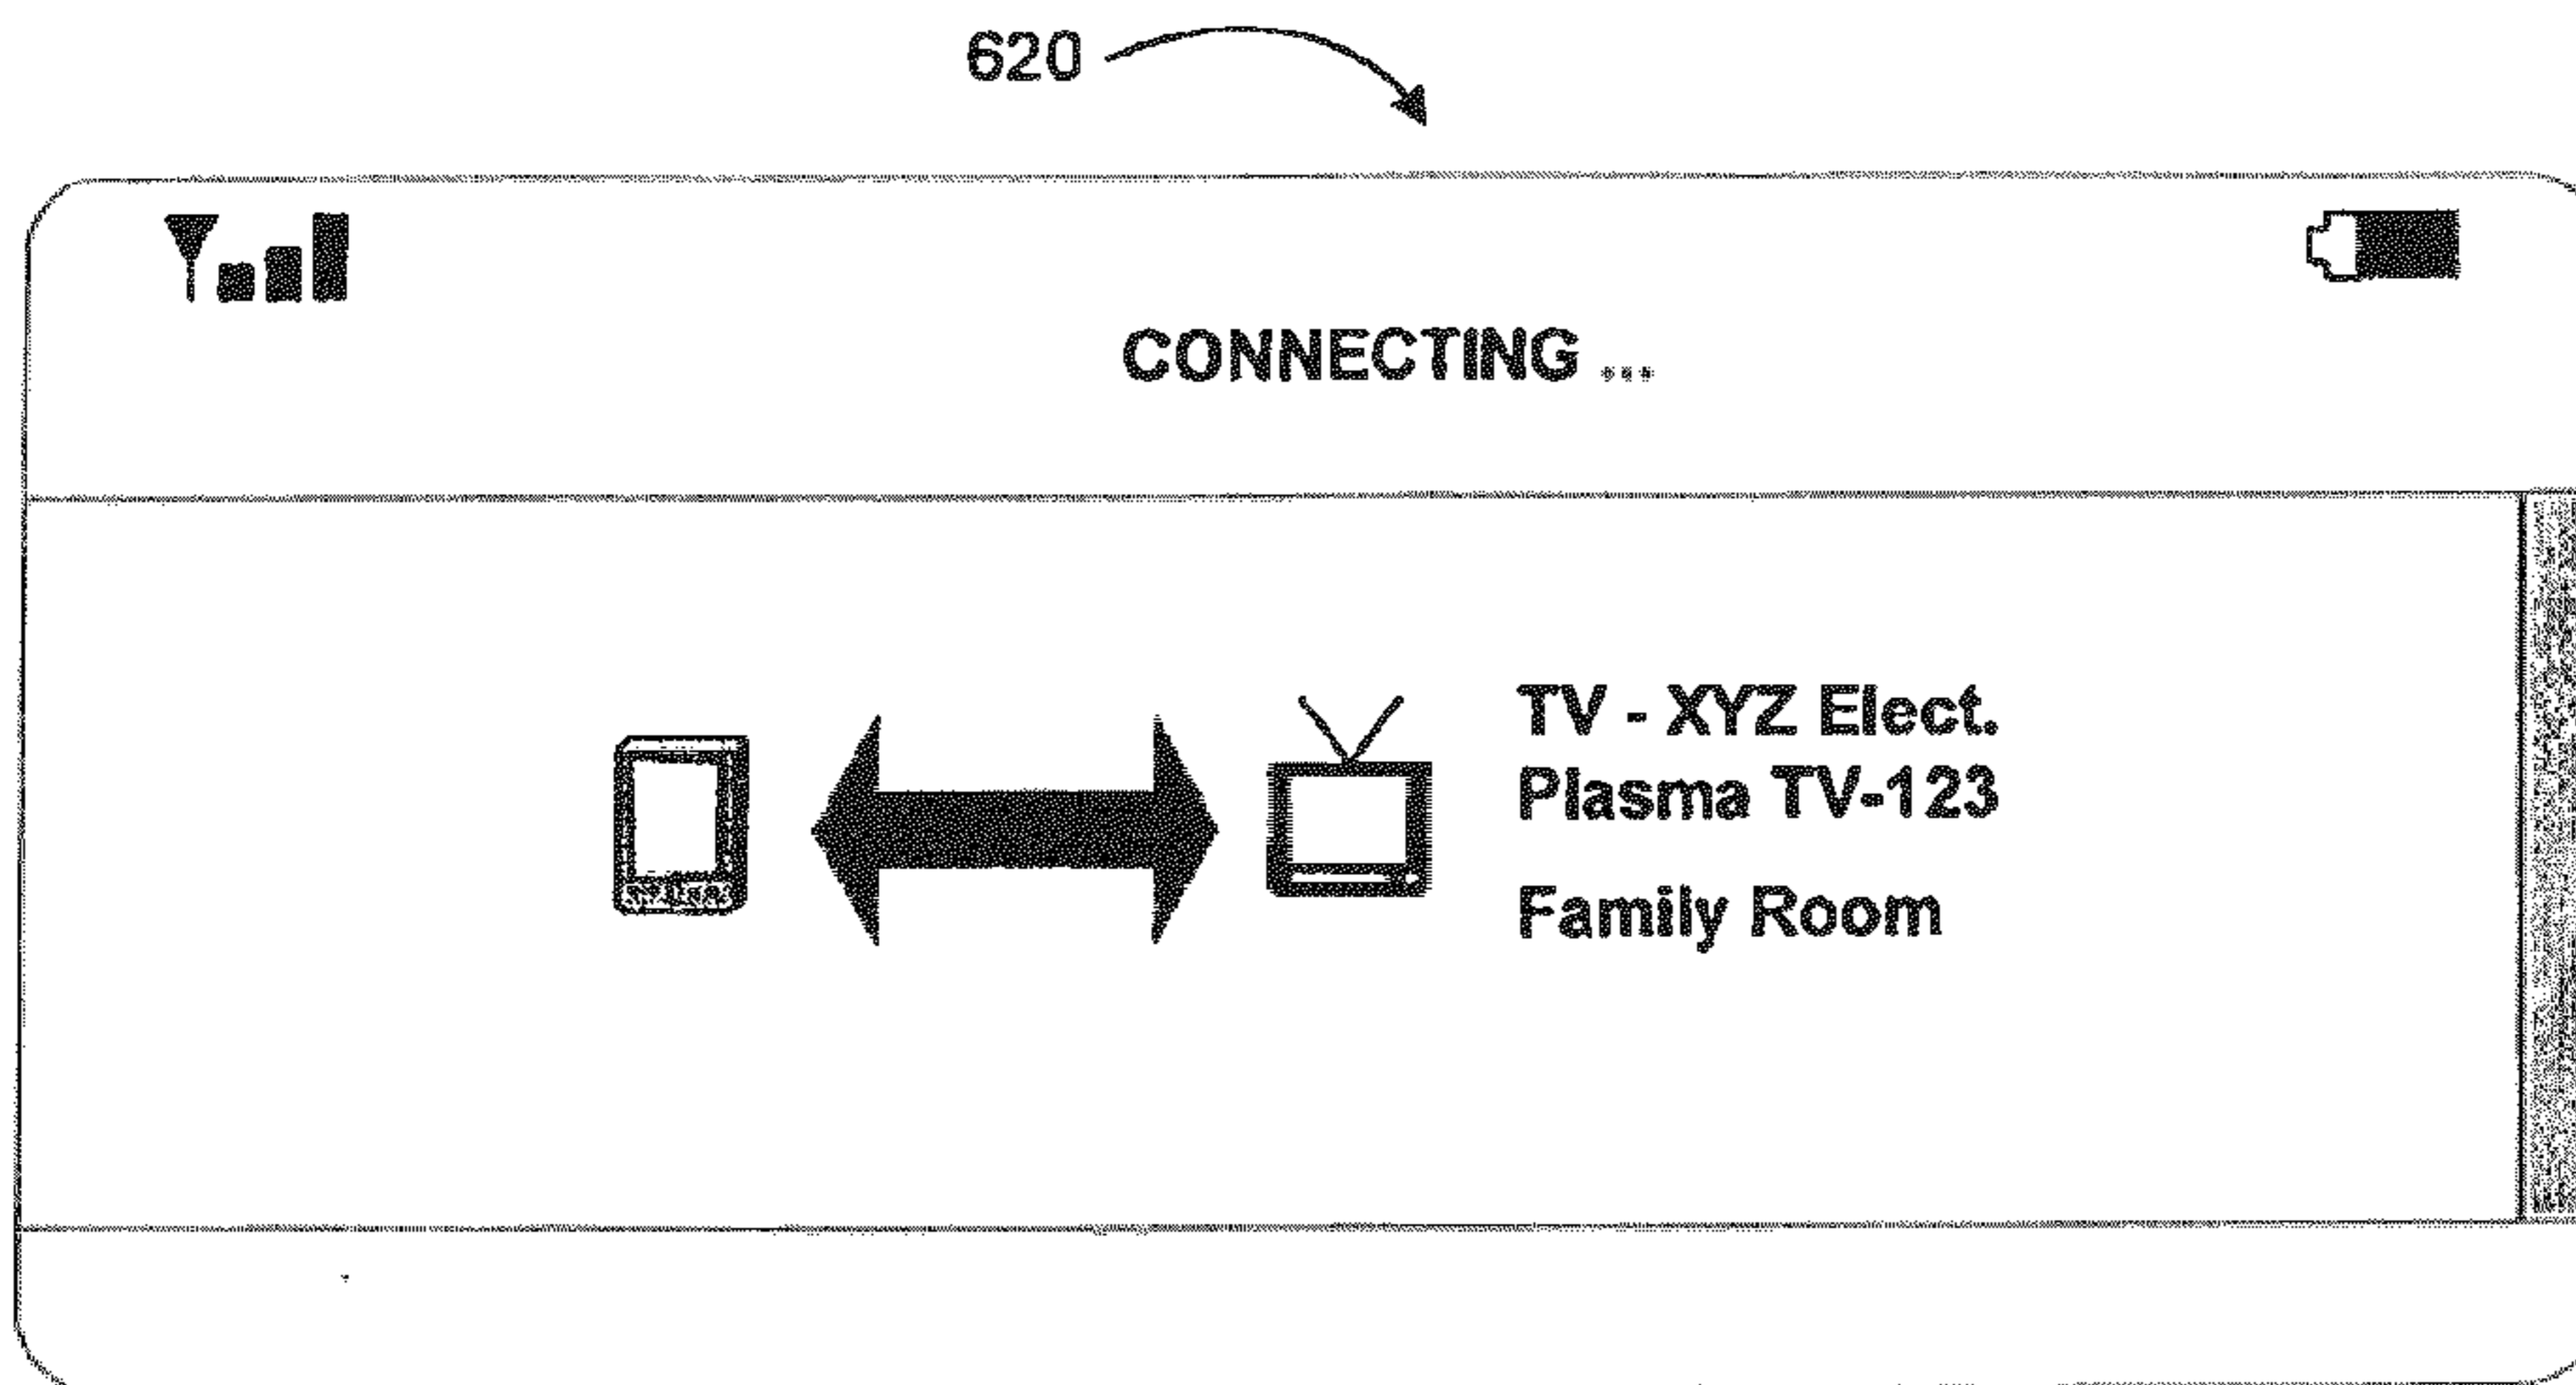 620
CONNECTING ...
TV - XYZ Elect.
Plasma TV-123
Family Room